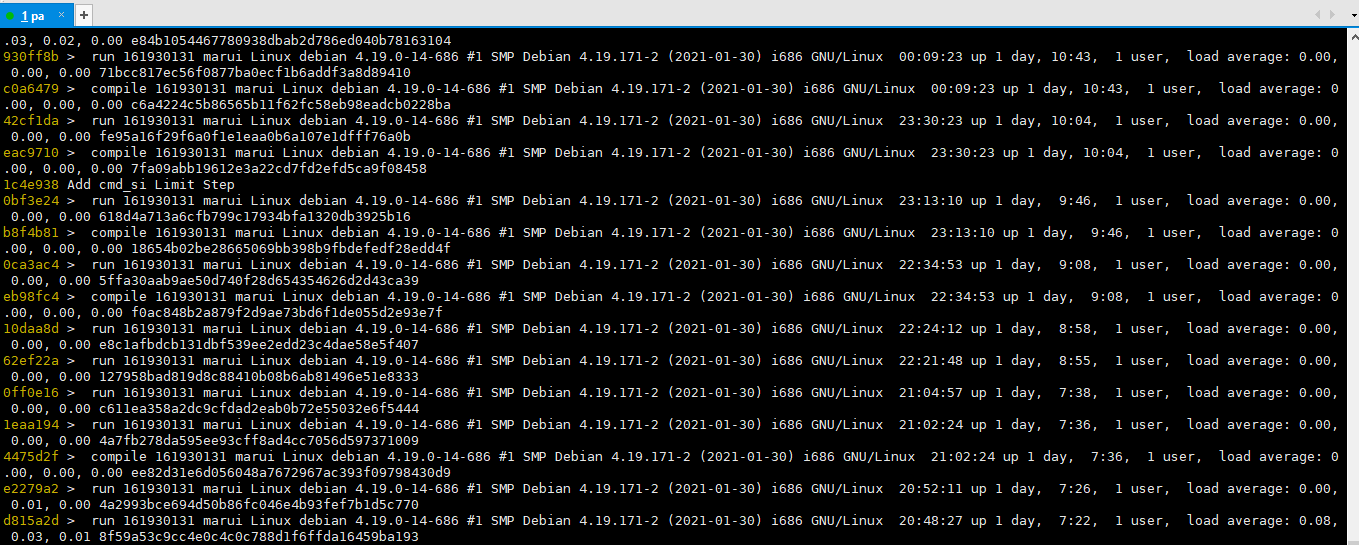 1 pa × +
.03, 0.02, 0.00 e84b1054467780938dbab2d786ed040b78163104
930ff8b >  run 161930131 marui Linux debian 4.19.0-14-686 #1 SMP Debian 4.19.171-2 (2021-01-30) i686 GNU/Linux  00:09:23 up 1 day, 10:43,  1 user,  load average: 0.00,
 0.00, 0.00 71bcc817ec56f0877ba0ecf1b6addf3a8d89410
c0a6479 >  compile 161930131 marui Linux debian 4.19.0-14-686 #1 SMP Debian 4.19.171-2 (2021-01-30) i686 GNU/Linux  00:09:23 up 1 day, 10:43,  1 user,  load average: 0
.00, 0.00, 0.00 c6a4224c5b86565b11f62fc58eb98eadcb0228ba
42cf1da >  run 161930131 marui Linux debian 4.19.0-14-686 #1 SMP Debian 4.19.171-2 (2021-01-30) i686 GNU/Linux  23:30:23 up 1 day, 10:04,  1 user,  load average: 0.00,
 0.00, 0.00 fe95a16f29f6a0f1e1eaa0b6a107e1dfff76a0b
eac9710 >  compile 161930131 marui Linux debian 4.19.0-14-686 #1 SMP Debian 4.19.171-2 (2021-01-30) i686 GNU/Linux  23:30:23 up 1 day, 10:04,  1 user,  load average: 0
.00, 0.00, 0.00 7fa09abb19612e3a22cd7fd2efd5ca9f08458
1c4e938 Add cmd_si Limit Step
0bf3e24 >  run 161930131 marui Linux debian 4.19.0-14-686 #1 SMP Debian 4.19.171-2 (2021-01-30) i686 GNU/Linux  23:13:10 up 1 day,  9:46,  1 user,  load average: 0.00,
 0.00, 0.00 618d4a713a6cfb799c17934bfa1320db3925b16
b8f4b81 >  compile 161930131 marui Linux debian 4.19.0-14-686 #1 SMP Debian 4.19.171-2 (2021-01-30) i686 GNU/Linux  23:13:10 up 1 day,  9:46,  1 user,  load average: 0
.00, 0.00, 0.00 18654b02be28665069bb398b9fbdefedf28edd4f
0ca3ac4 >  run 161930131 marui Linux debian 4.19.0-14-686 #1 SMP Debian 4.19.171-2 (2021-01-30) i686 GNU/Linux  22:34:53 up 1 day,  9:08,  1 user,  load average: 0.00,
 0.00, 0.00 5ffa30aab9ae50d740f28d654354626d2d43ca39
eb98fc4 >  compile 161930131 marui Linux debian 4.19.0-14-686 #1 SMP Debian 4.19.171-2 (2021-01-30) i686 GNU/Linux  22:34:53 up 1 day,  9:08,  1 user,  load average: 0
.00, 0.00, 0.00 f0ac848b2a879f2d9ae73bd6f1de055d2e93e7f
10daa8d >  run 161930131 marui Linux debian 4.19.0-14-686 #1 SMP Debian 4.19.171-2 (2021-01-30) i686 GNU/Linux  22:24:12 up 1 day,  8:58,  1 user,  load average: 0.00,
 0.00, 0.00 e8c1afbdcb131dbf539ee2edd23c4dae58e5f407
62ef22a >  run 161930131 marui Linux debian 4.19.0-14-686 #1 SMP Debian 4.19.171-2 (2021-01-30) i686 GNU/Linux  22:21:48 up 1 day,  8:55,  1 user,  load average: 0.00,
 0.00, 0.00 127958bad819d8c88410b08b6ab81496e51e8333
0ff0e16 >  run 161930131 marui Linux debian 4.19.0-14-686 #1 SMP Debian 4.19.171-2 (2021-01-30) i686 GNU/Linux  21:04:57 up 1 day,  7:38,  1 user,  load average: 0.00,
 0.00, 0.00 c611ea358a2dc9cfdad2eab0b72e55032e6f5444
1eaa194 >  run 161930131 marui Linux debian 4.19.0-14-686 #1 SMP Debian 4.19.171-2 (2021-01-30) i686 GNU/Linux  21:02:24 up 1 day,  7:36,  1 user,  load average: 0.00,
 0.00, 0.00 4a7fb278da595ee93cff8ad4cc7056d597371009
4475d2f >  compile 161930131 marui Linux debian 4.19.0-14-686 #1 SMP Debian 4.19.171-2 (2021-01-30) i686 GNU/Linux  21:02:24 up 1 day,  7:36,  1 user,  load average: 0
.00, 0.00, 0.00 ee82d31e6d056048a7672967ac393f09798430d9
e2279a2 >  run 161930131 marui Linux debian 4.19.0-14-686 #1 SMP Debian 4.19.171-2 (2021-01-30) i686 GNU/Linux  20:52:11 up 1 day,  7:26,  1 user,  load average: 0.00,
 0.01, 0.00 4a2993bce694d50b86fc046e4b93fef7b1d5c770
d815a2d >  run 161930131 marui Linux debian 4.19.0-14-686 #1 SMP Debian 4.19.171-2 (2021-01-30) i686 GNU/Linux  20:48:27 up 1 day,  7:22,  1 user,  load average: 0.08,
 0.03, 0.01 8f59a53c9cc4e0c4c0c788d1f6ffda16459ba193